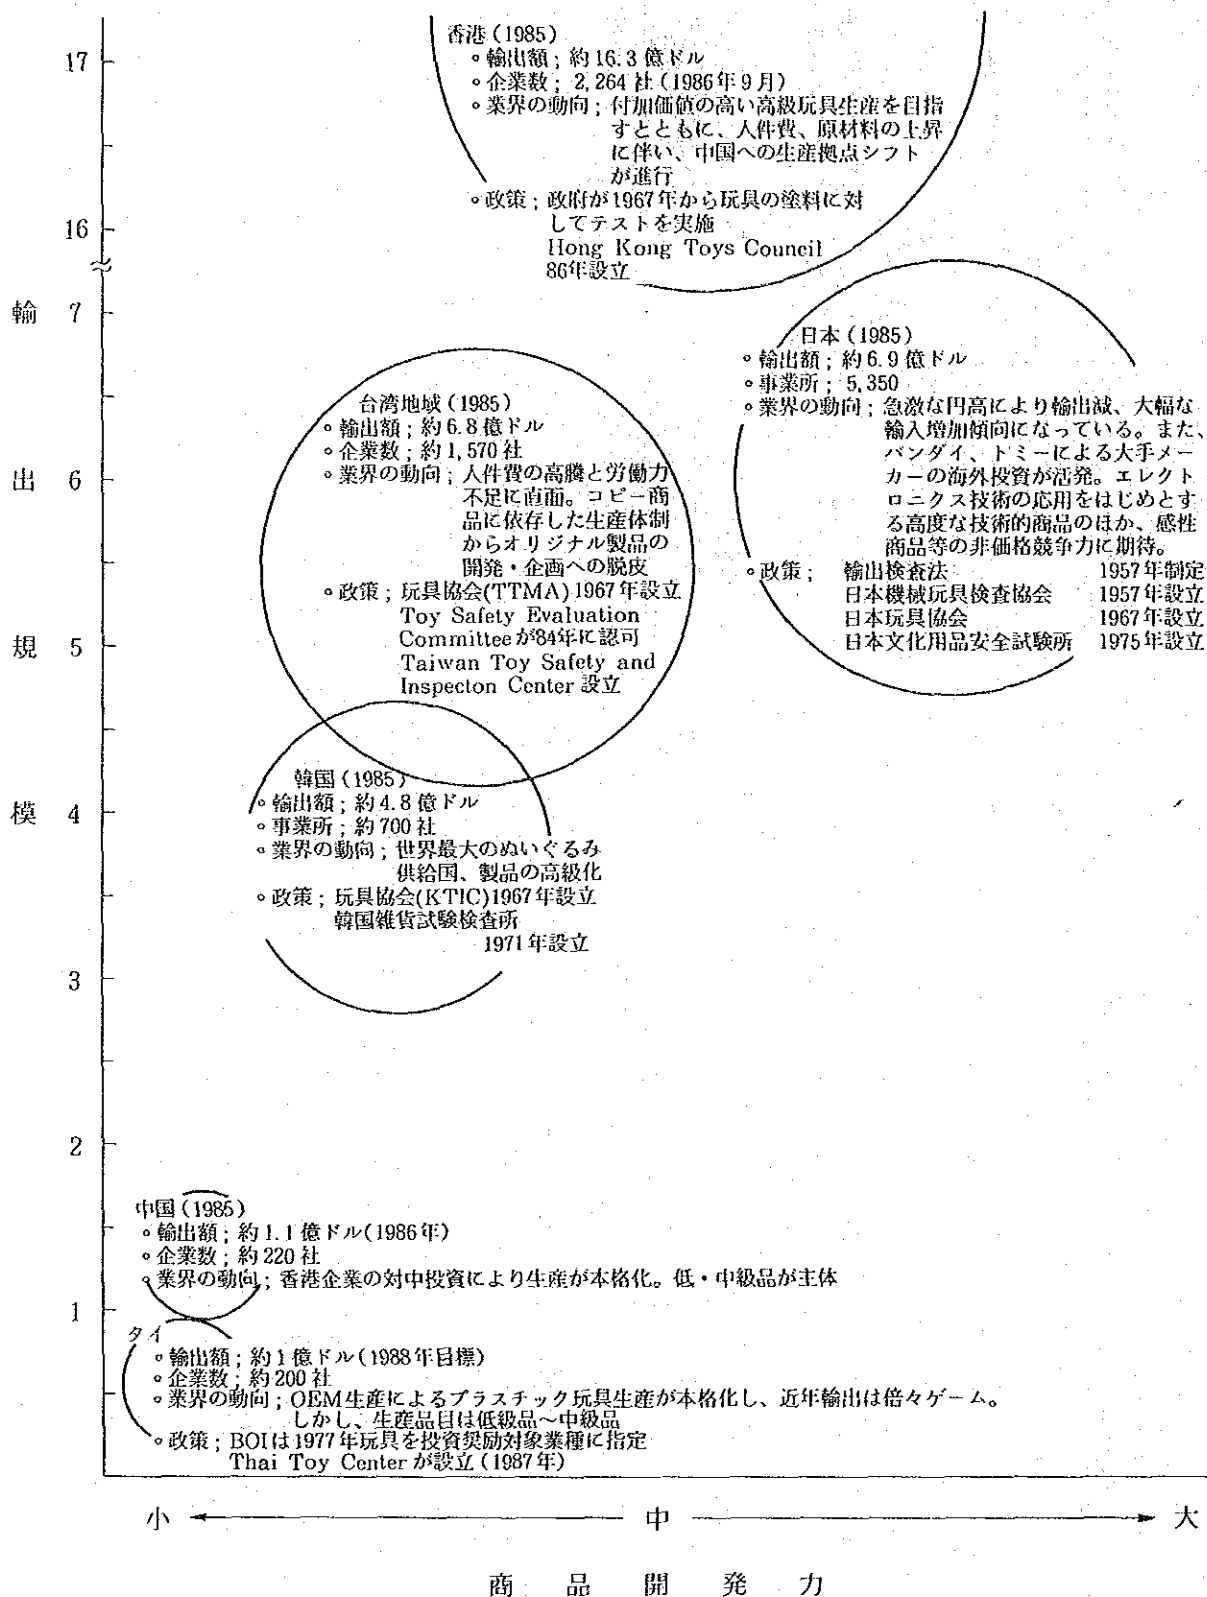 香港(1985)
◦輸出額；約16.3億ドル
◦企業数；2,264社(1986年9月)
◦業界の動向；付加価値の高い高級玩具生産を目指
すとともに、人件費、原材料の上昇
に伴い、中国への生産拠点シフト
が進行
◦政策；政府が1967年から玩具の塗料に対
してテストを実施
Hong Kong Toys Council
86年設立
日本(1985)
◦輸出額；約6.9億ドル
◦事業所；5,350
◦業界の動向；急激な円高により輸出減、大幅な
輸入増加傾向になっている。また、
バンダイ、トミーによる大手メー
カーの海外投資が活発。エレクト
ロニクス技術の応用をはじめとす
る高度な技術的商品のほか、感性
商品等の非価格競争力に期待。
◦政策； 輸出検査法 1957年制定
日本機械玩具検査協会 1957年設立
日本玩具協会 1967年設立
日本文化用品安全試験所 1975年設立
台湾地域(1985)
◦輸出額；約6.8億ドル
◦企業数；約1,570社
◦業界の動向；人件費の高騰と労働力
不足に直面。コピー商
品に依存した生産体制
からオリジナル製品の
開発・企画への脱皮
◦政策；玩具協会(TTMA)1967年設立
Toy Safety Evaluation
Committeeが84年に認可
Taiwan Toy Safety and
Inspecton Center 設立
韓国(1985)
◦輸出額；約4.8億ドル
◦事業所；約700社
◦業界の動向；世界最大のぬいぐるみ
供給国、製品の高級化
◦政策；玩具協会(KTIC)1967年設立
韓国雑貨試験検査所
1971年設立
中国(1985)
◦輸出額；約1.1億ドル(1986年)
◦企業数；約220社
◦業界の動向；香港企業の対中投資により生産が本格化。低・中級品が主体
タイ
◦輸出額；約1億ドル(1988年目標)
◦企業数；約200社
◦業界の動向；OEM生産によるプラスチック玩具生産が本格化し、近年輸出は倍々ゲーム。
しかし、生産品目は低級品～中級品
◦政策；BOIは1977年玩具を投資奨励対象業種に指定
Thai Toy Centerが設立(1987年)
輸出規模
17
16
7
6
5
4
3
2
1
小 中 大
商品開発力